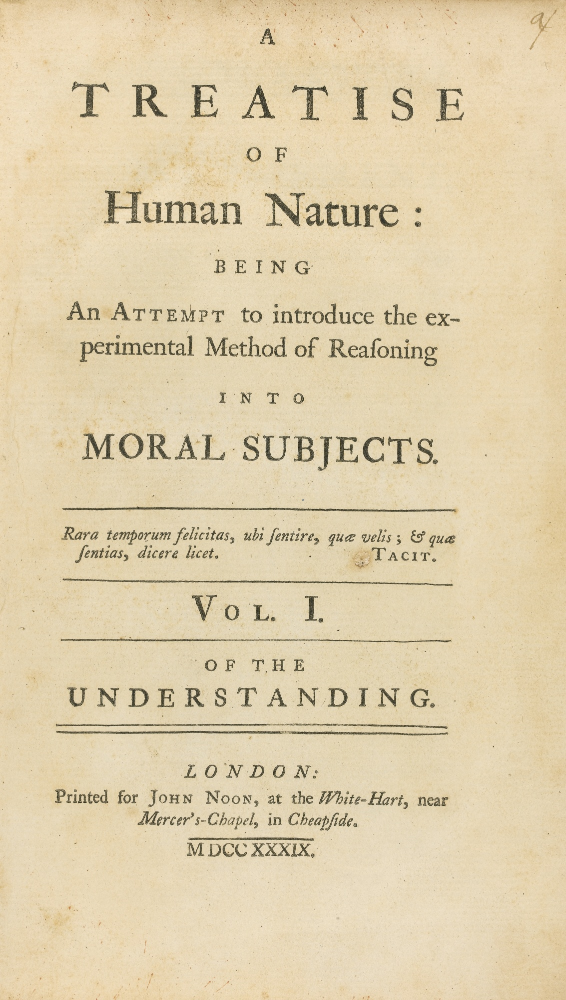 A
TREATISE
OF
Human Nature :
BEING
An ATTEMPT to introduce the ex-
perimental Method of Reaſoning
INTO
MORAL SUBJECTS.
Rara temporum felicitas, ubi ſentire, quæ velis ; & quæ
ſentias, dicere licet. TACIT.
VOL. I.
OF THE
UNDERSTANDING.
LONDON:
Printed for JOHN NOON, at the White-Hart, near
Mercer's-Chapel, in Cheapſide.
MDCCXXXIX.